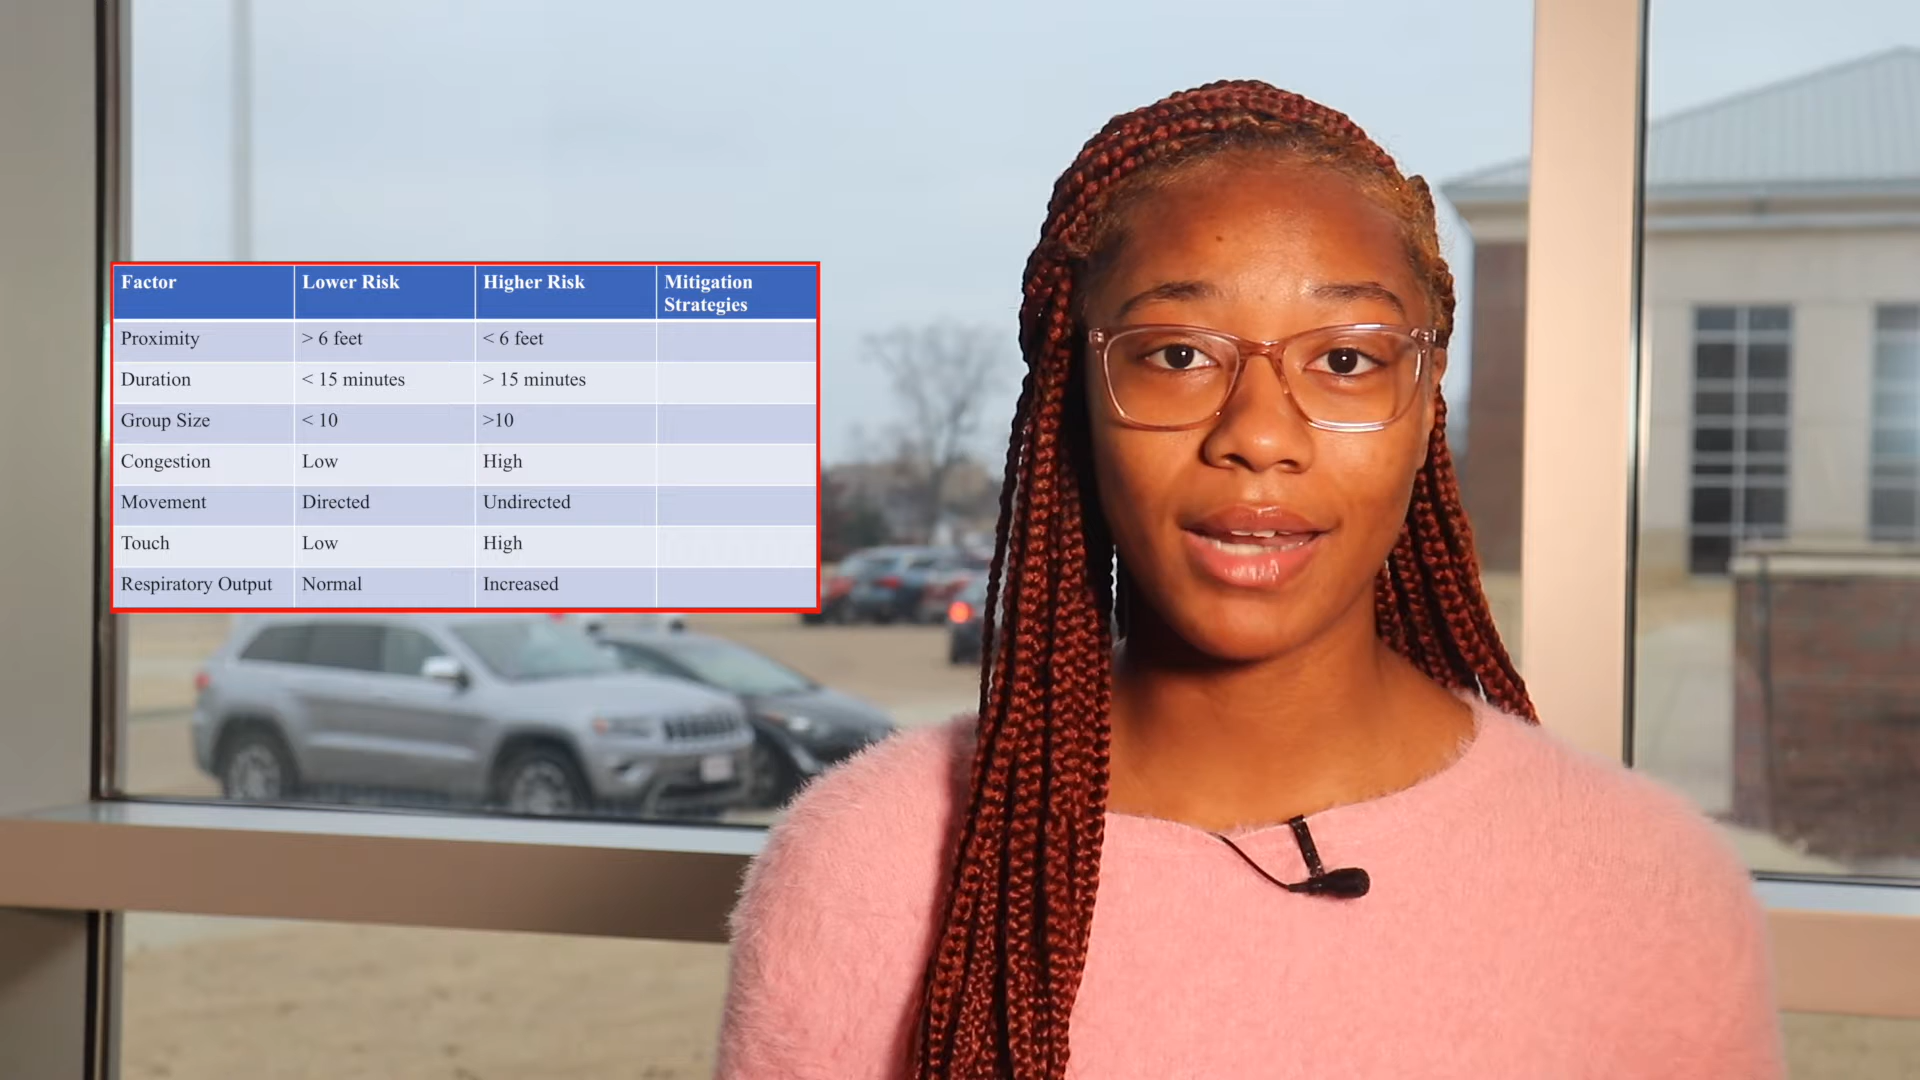 Factor Lower Risk Higher Risk Mitigation
Strategies
Proximity > 6 feet < 6 feet
Duration < 15 minutes > 15 minutes
Group Size < 10 >10
Congestion Low High
Movement Directed Undirected
Touch Low High
Respiratory Output Normal Increased